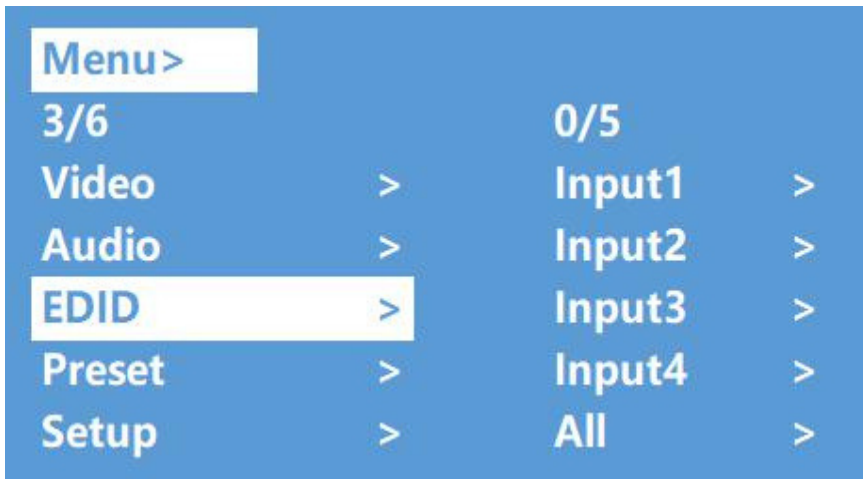 Menu>
3/6 0/5
Video > Input1 >
Audio > Input2 >
EDID > Input3 >
Preset > Input4 >
Setup > All >